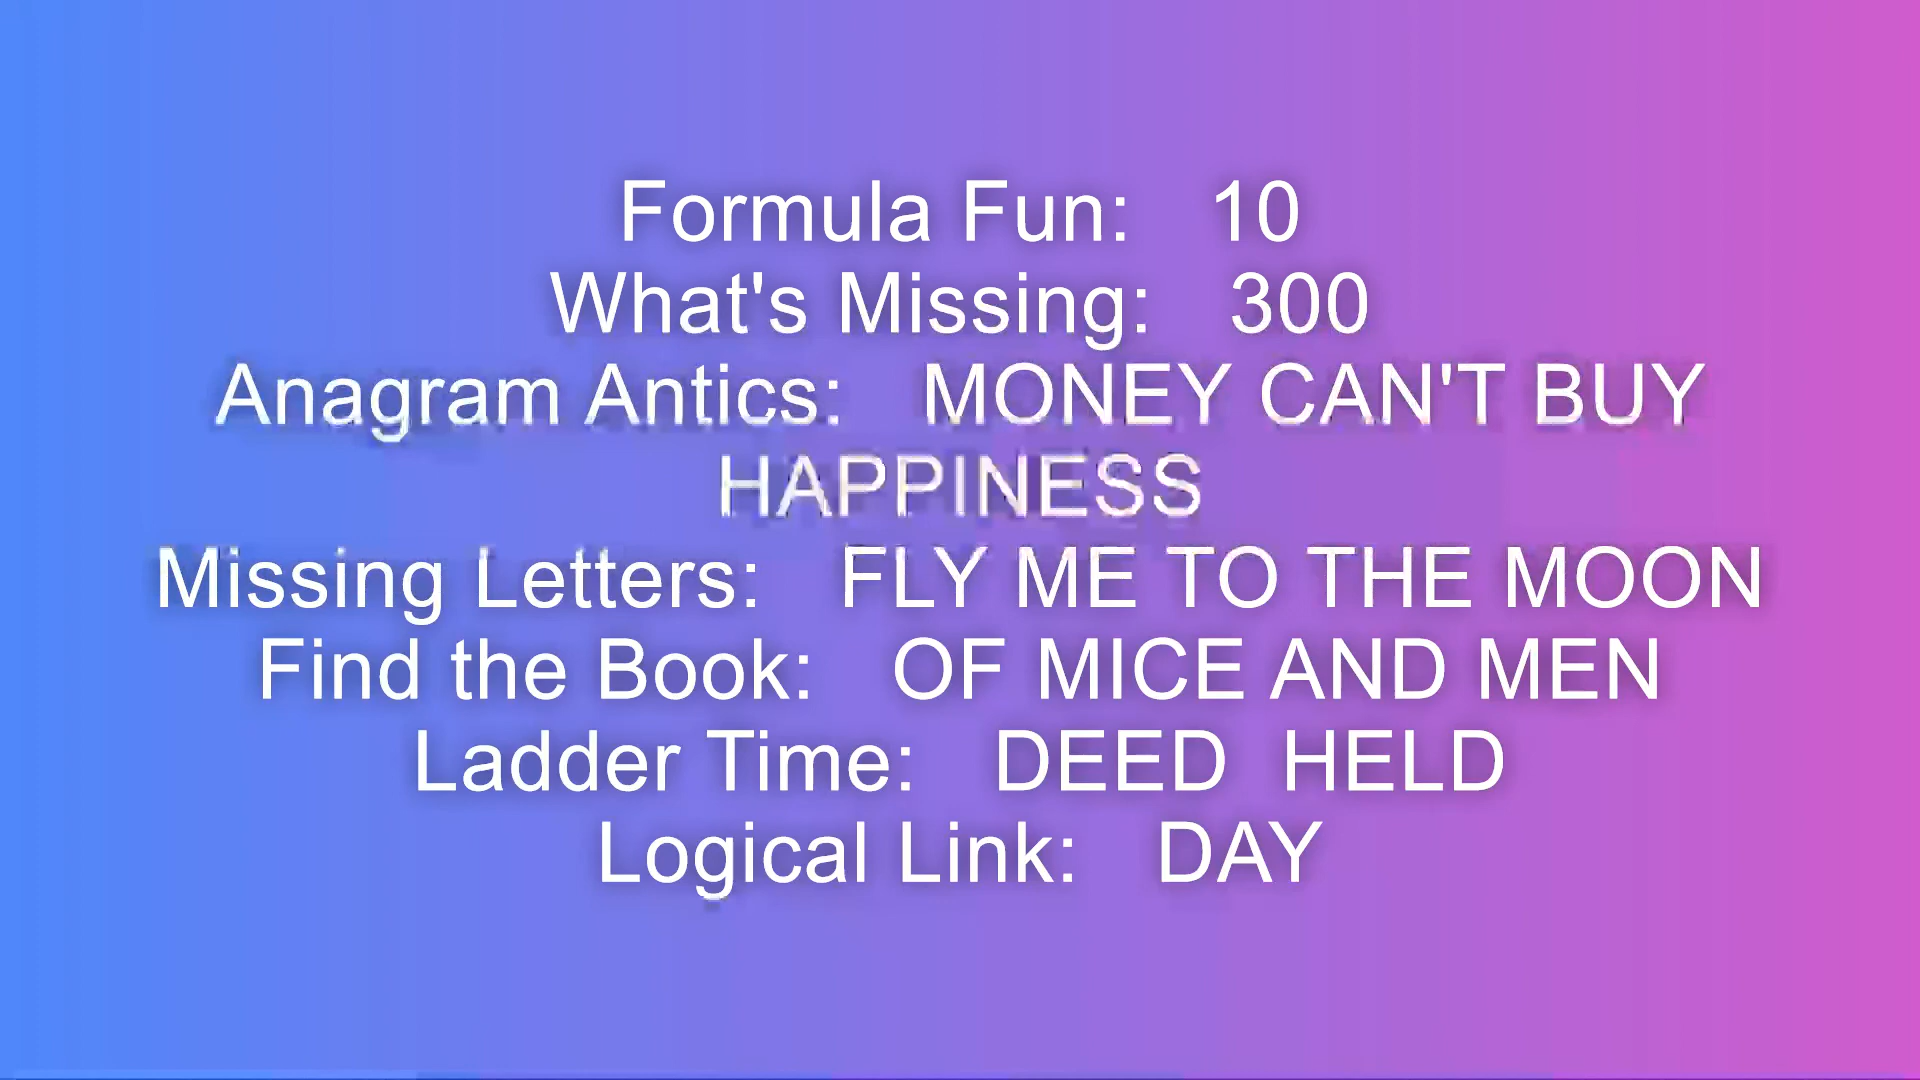 Formula Fun: 10
What's Missing: 300
Anagram Antics: MONEY CAN'T BUY
HAPPINESS
Missing Letters: FLY ME TO THE MOON
Find the Book: OF MICE AND MEN
Ladder Time: DEED HELD
Logical Link: DAY